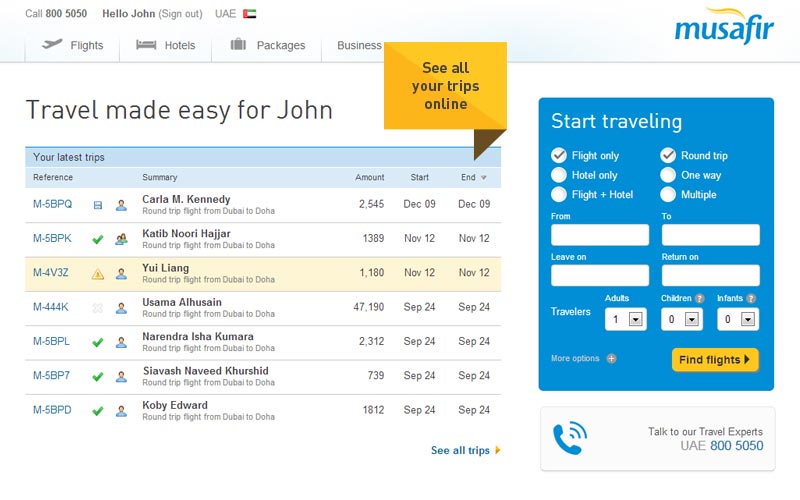 Call 800 5050 Hello John (Sign out) UAE
musafir
Flights Hotels Packages Business
See all
your trips
online
Travel made easy for John
Your latest trips
Reference Summary Amount Start End
M-5BPQ Carla M. Kennedy 2,545 Dec 09 Dec 09
Round trip flight from Dubai to Doha
M-5BPK Katib Noori Hajjar 1389 Nov 12 Nov 12
Round trip flight from Dubai to Doha
M-4V3Z Yui Liang 1,180 Nov 12 Nov 12
Round trip flight from Dubai to Doha
M-444K Usama Alhusain 47,190 Sep 24 Sep 24
Round trip flight from Dubai to Doha
M-5BPL Narendra Isha Kumara 2,312 Sep 24 Sep 24
Round trip flight from Dubai to Doha
M-5BP7 Siavash Naveed Khurshid 739 Sep 24 Sep 24
Round trip flight from Dubai to Doha
M-5BPD Koby Edward 1812 Sep 24 Sep 24
Round trip flight from Dubai to Doha
See all trips
Start traveling
Flight only Round trip
Hotel only One way
Flight + Hotel Multiple
From To
Leave on Return on
Adults Children ? Infants ?
Travelers 1 0 0
More options + Find flights
Talk to our Travel Experts
UAE 800 5050